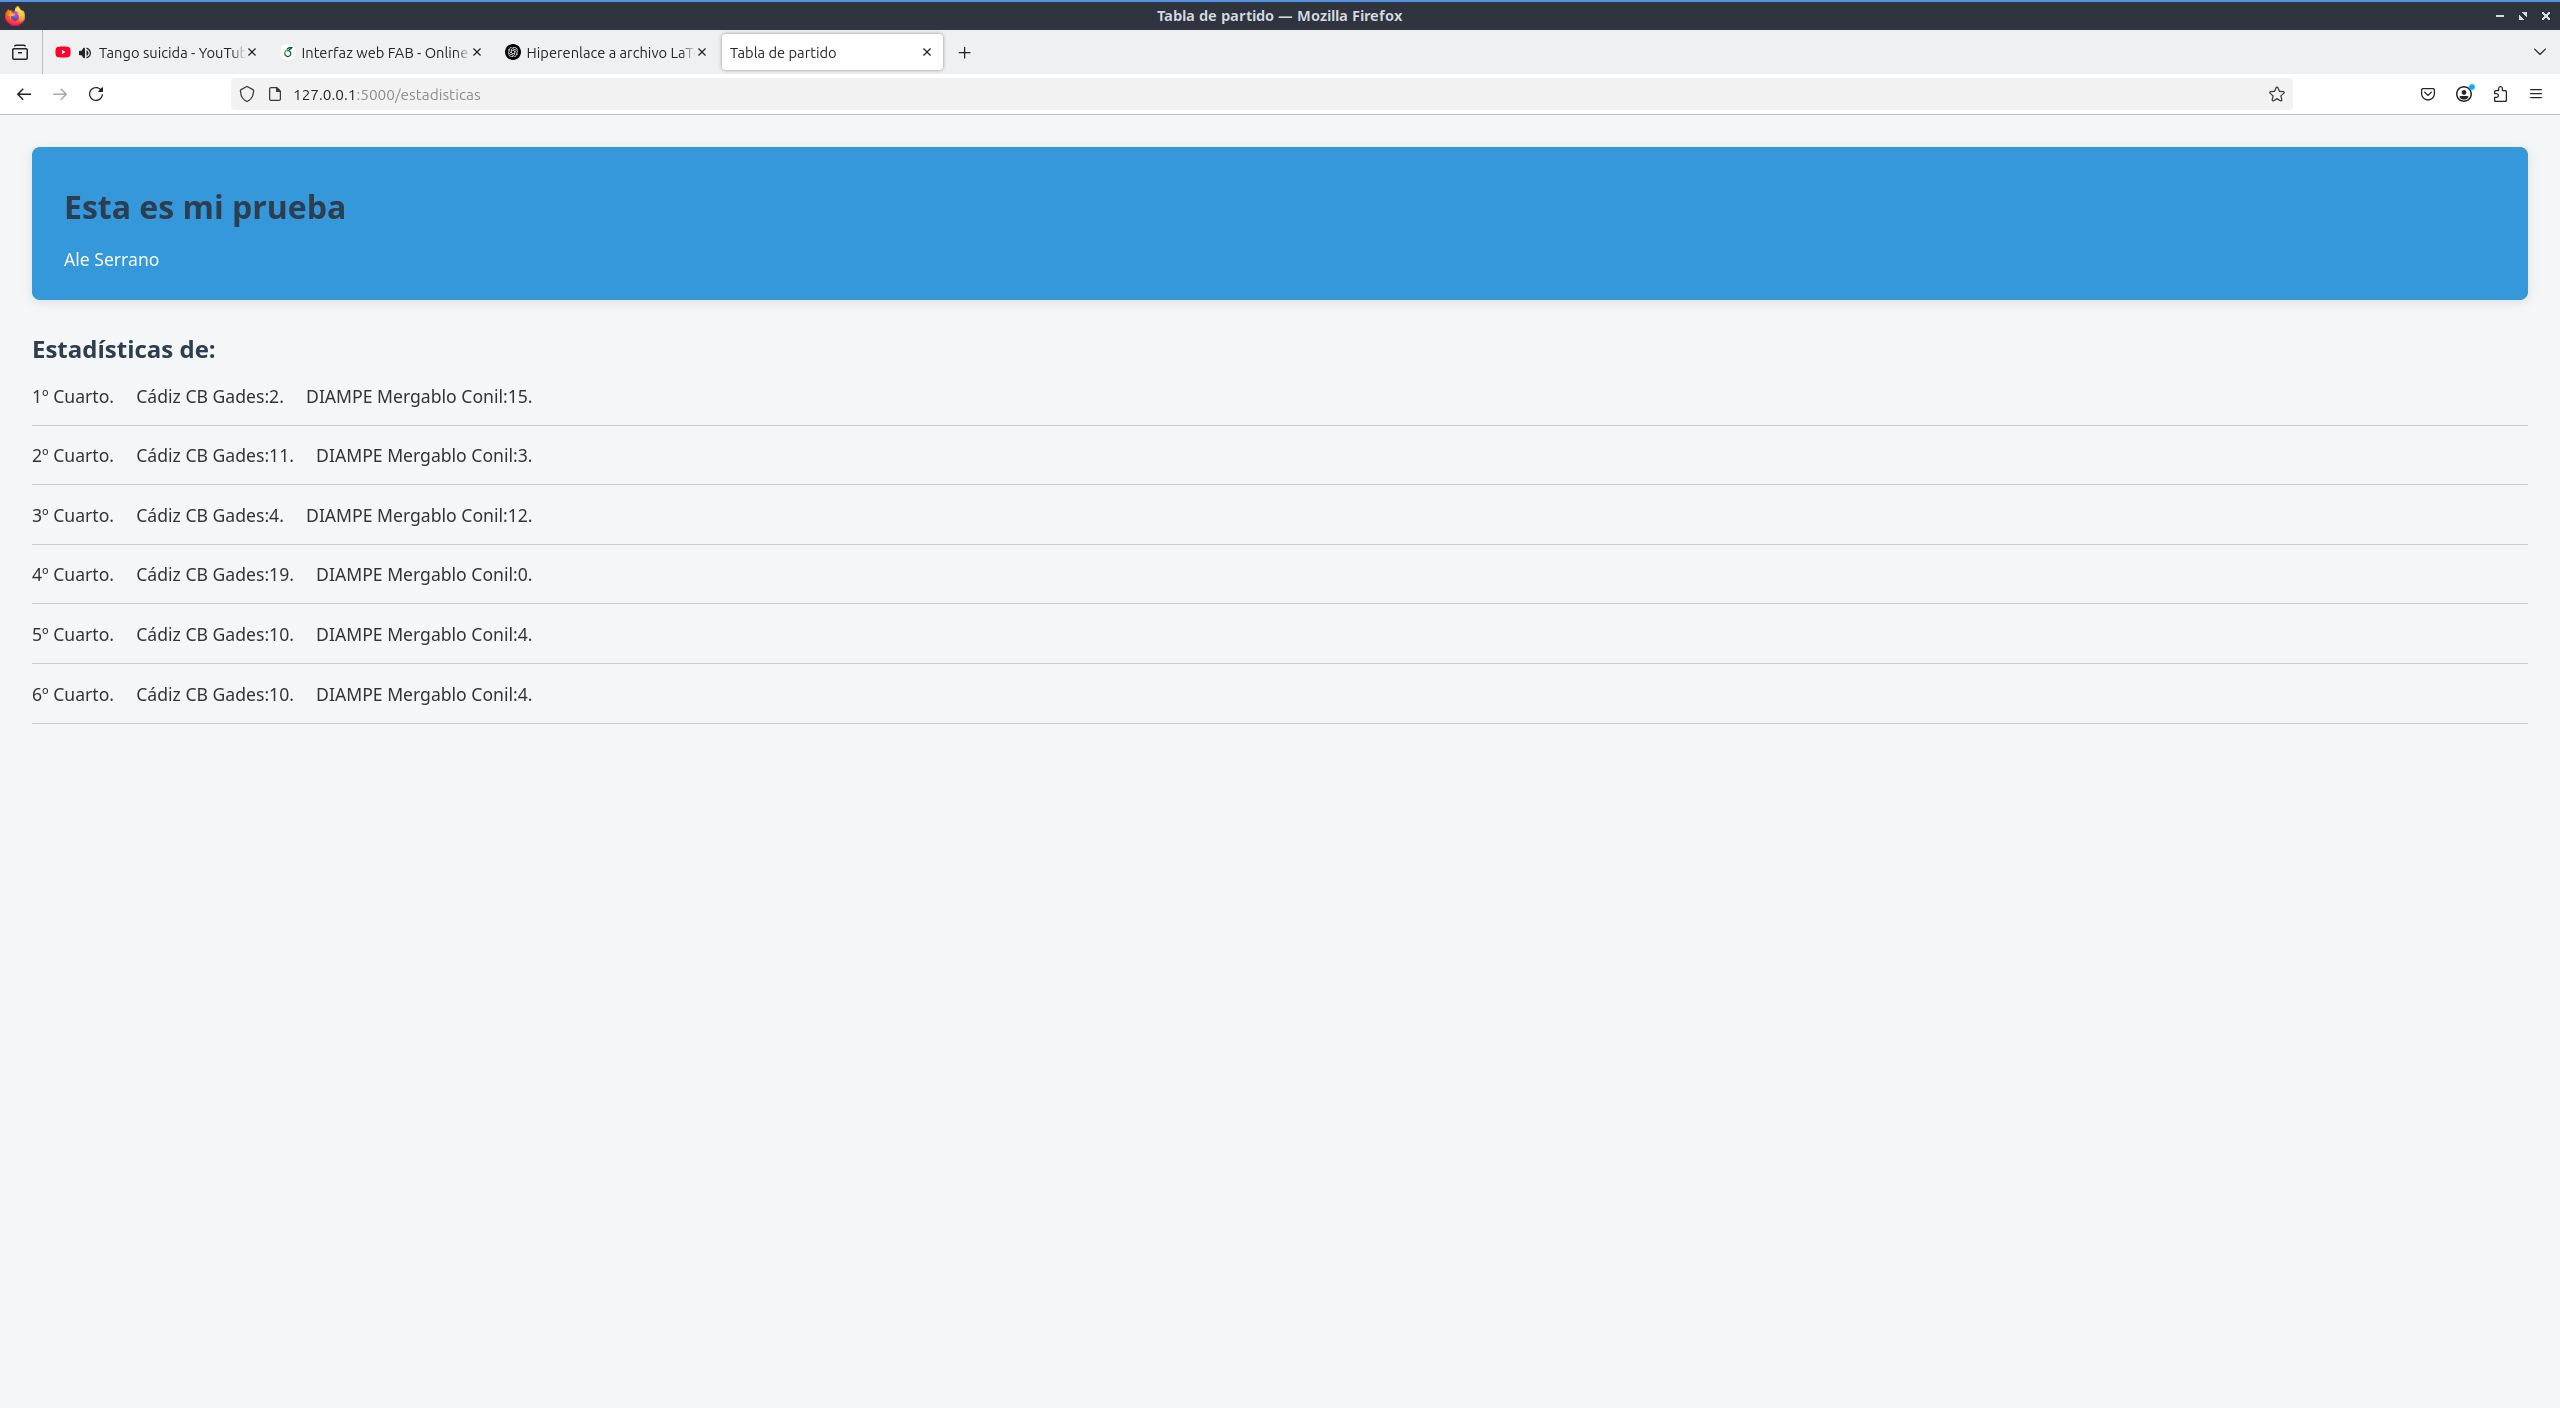 Tabla de partido — Mozilla Firefox
Tango suicida - YouTu
Interfaz web FAB - Online
Hiperenlace a archivo LaT
Tabla de partido
127.0.0.1:5000/estadisticas
Esta es mi prueba
Ale Serrano
Estadísticas de:
1º Cuarto. Cádiz CB Gades:2. DIAMPE Mergablo Conil:15.
2º Cuarto. Cádiz CB Gades:11. DIAMPE Mergablo Conil:3.
3º Cuarto. Cádiz CB Gades:4. DIAMPE Mergablo Conil:12.
4º Cuarto. Cádiz CB Gades:19. DIAMPE Mergablo Conil:0.
5º Cuarto. Cádiz CB Gades:10. DIAMPE Mergablo Conil:4.
6º Cuarto. Cádiz CB Gades:10. DIAMPE Mergablo Conil:4.